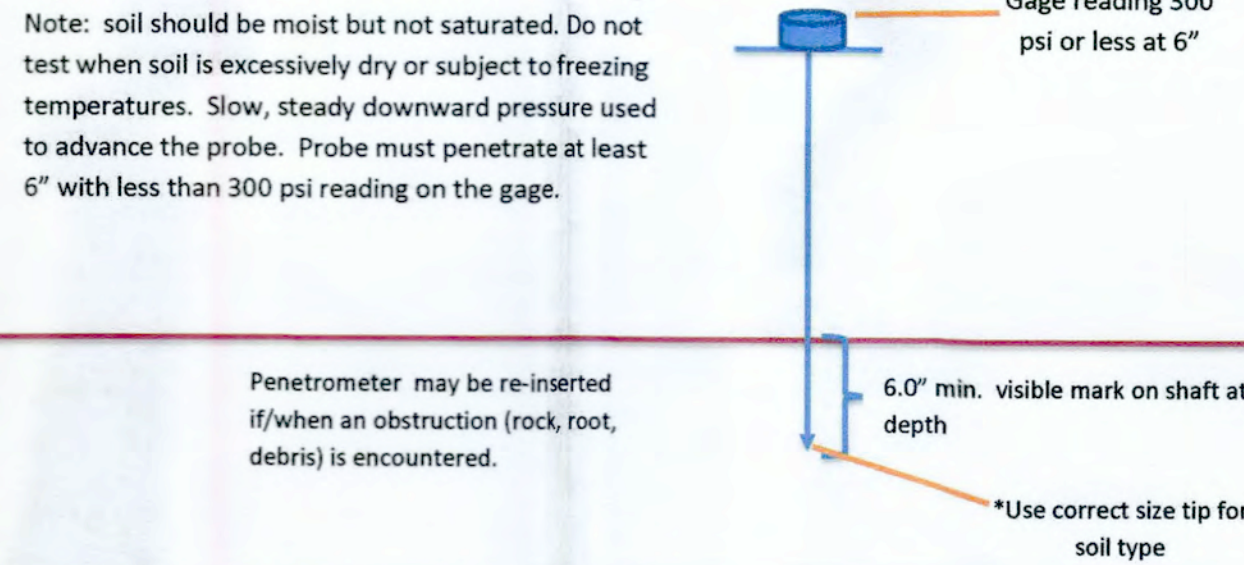 Note: soil should be moist but not saturated. Do not
test when soil is excessively dry or subject to freezing
temperatures. Slow, steady downward pressure used
to advance the probe. Probe must penetrate at least
6” with less than 300 psi reading on the gage.
Gage reading 300
psi or less at 6”
Penetrometer may be re-inserted
if/when an obstruction (rock, root,
debris) is encountered.
6.0” min. visible mark on shaft at
depth
*Use correct size tip for
soil type